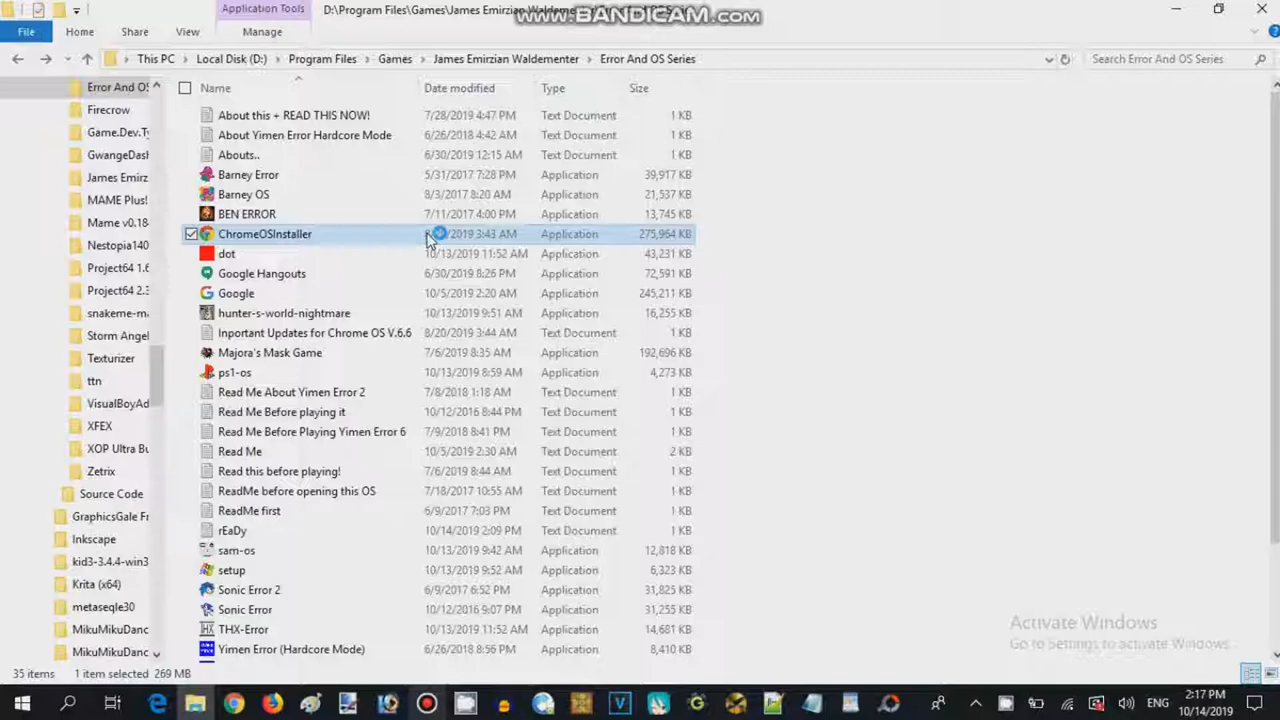 Application Tools
D:\Program Files\Games\James Emirzian Waldementer\
WWW.BANDICAM.COM
File
Home
Share
View
Manage
This PC
Local Disk (D:)
Program Files
Games
James Emirzian Waldementer
Error And OS Series
Search Error And OS Series
Name
Date modified
Type
Size
Error And OS
Firecrow
Game.Dev.Ty
GwangeDash
James Emirz
MAME Plus!
Mame v0.18
Nestopia140
Project64 1.6
Project64 2.3
snakeme-ma
Storm Angel
Texturizer
ttn
VisualBoyAd
XFEX
XOP Ultra Bu
Zetrix
Source Code
GraphicsGale Fr
Inkscape
kid3-3.4.4-win3
Krita (x64)
metaseqle30
MikuMikuDanc
MikuMikuDanc
About this + READ THIS NOW! 7/28/2019 4:47 PM Text Document 1 KB
About Yimen Error Hardcore Mode 6/26/2018 4:42 AM Text Document 1 KB
Abouts.. 6/30/2019 12:15 AM Text Document 1 KB
Barney Error 5/31/2017 7:28 PM Application 39,917 KB
Barney OS 8/3/2017 8:20 AM Application 21,537 KB
BEN ERROR 7/11/2017 4:00 PM Application 13,745 KB
ChromeOSInstaller /2019 3:43 AM Application 275,964 KB
dot 10/13/2019 11:52 AM Application 43,231 KB
Google Hangouts 6/30/2019 8:26 PM Application 72,591 KB
Google 10/5/2019 2:20 AM Application 245,211 KB
hunter-s-world-nightmare 10/13/2019 9:51 AM Application 16,255 KB
Inportant Updates for Chrome OS V.6.6 8/20/2019 3:44 AM Text Document 1 KB
Majora's Mask Game 7/6/2019 8:35 AM Application 192,696 KB
ps1-os 10/13/2019 8:59 AM Application 4,273 KB
Read Me About Yimen Error 2 7/8/2018 1:18 AM Text Document 1 KB
Read Me Before playing it 10/12/2016 8:44 PM Text Document 1 KB
Read Me Before Playing Yimen Error 6 7/9/2018 8:41 PM Text Document 1 KB
Read Me 10/5/2019 2:30 AM Text Document 2 KB
Read this before playing! 7/6/2019 8:44 AM Text Document 1 KB
ReadMe before opening this OS 7/18/2017 10:55 AM Text Document 1 KB
ReadMe first 6/9/2017 7:03 PM Text Document 1 KB
rEaDy 10/14/2019 2:09 PM Text Document 1 KB
sam-os 10/13/2019 9:42 AM Application 12,818 KB
setup 10/13/2019 9:52 AM Application 6,323 KB
Sonic Error 2 6/9/2017 6:52 PM Application 31,825 KB
Sonic Error 10/12/2016 9:07 PM Application 31,255 KB
THX-Error 10/13/2019 11:52 AM Application 14,681 KB
Yimen Error (Hardcore Mode) 6/26/2018 8:56 PM Application 8,410 KB
Activate Windows
Go to Settings to activate Windows.
35 items
1 item selected 269 MB
ENG
2:17 PM
10/14/2019